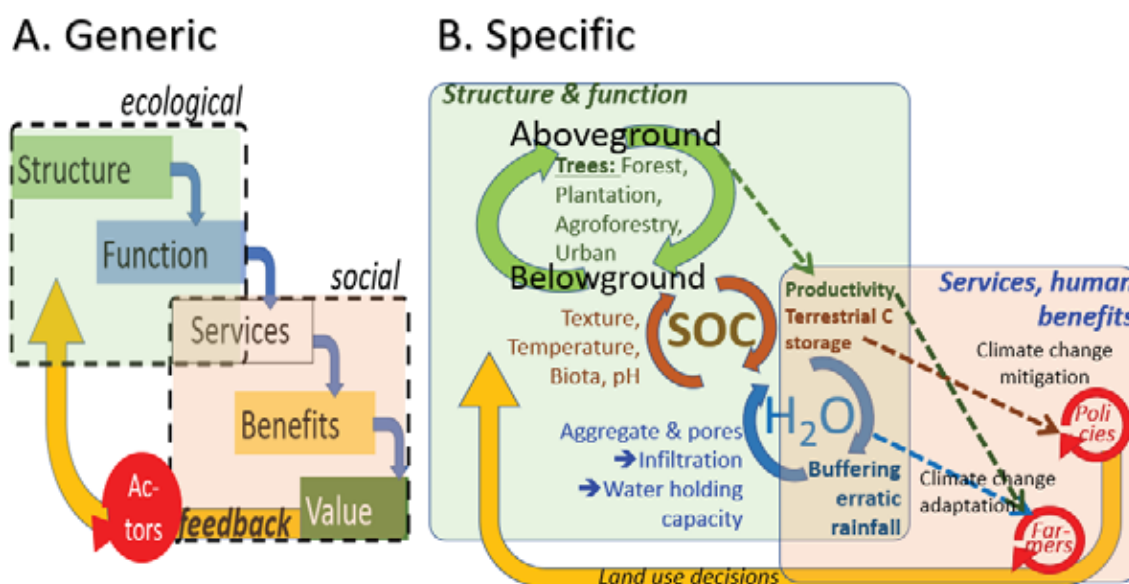 A. Generic
ecological
Structure
Function
social
Services
Benefits
Value
Ac-
tors
feedback
B. Specific
Structure & function
Aboveground
Trees: Forest,
Plantation,
Agroforestry,
Urban
Belowground
Texture,
Temperature,
Biota, pH
SOC
Aggregate & pores
➔ Infiltration
➔ Water holding
capacity
H₂O
Productivity
Terrestrial C
storage
Buffering
erratic
rainfall
Services, human
benefits
Climate change
mitigation
Poli
cies
Climate change
adaptation
Far-
mers
Land use decisions